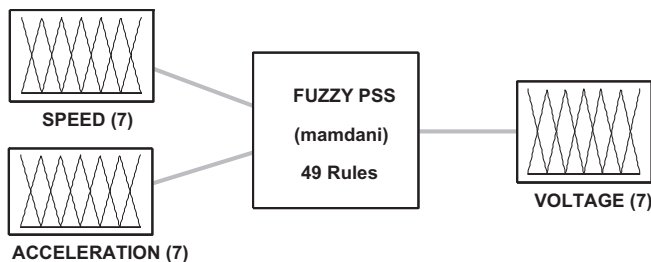 SPEED (7)
FUZZY PSS
(mamdani)
49 Rules
VOLTAGE (7)
ACCELERATION (7)